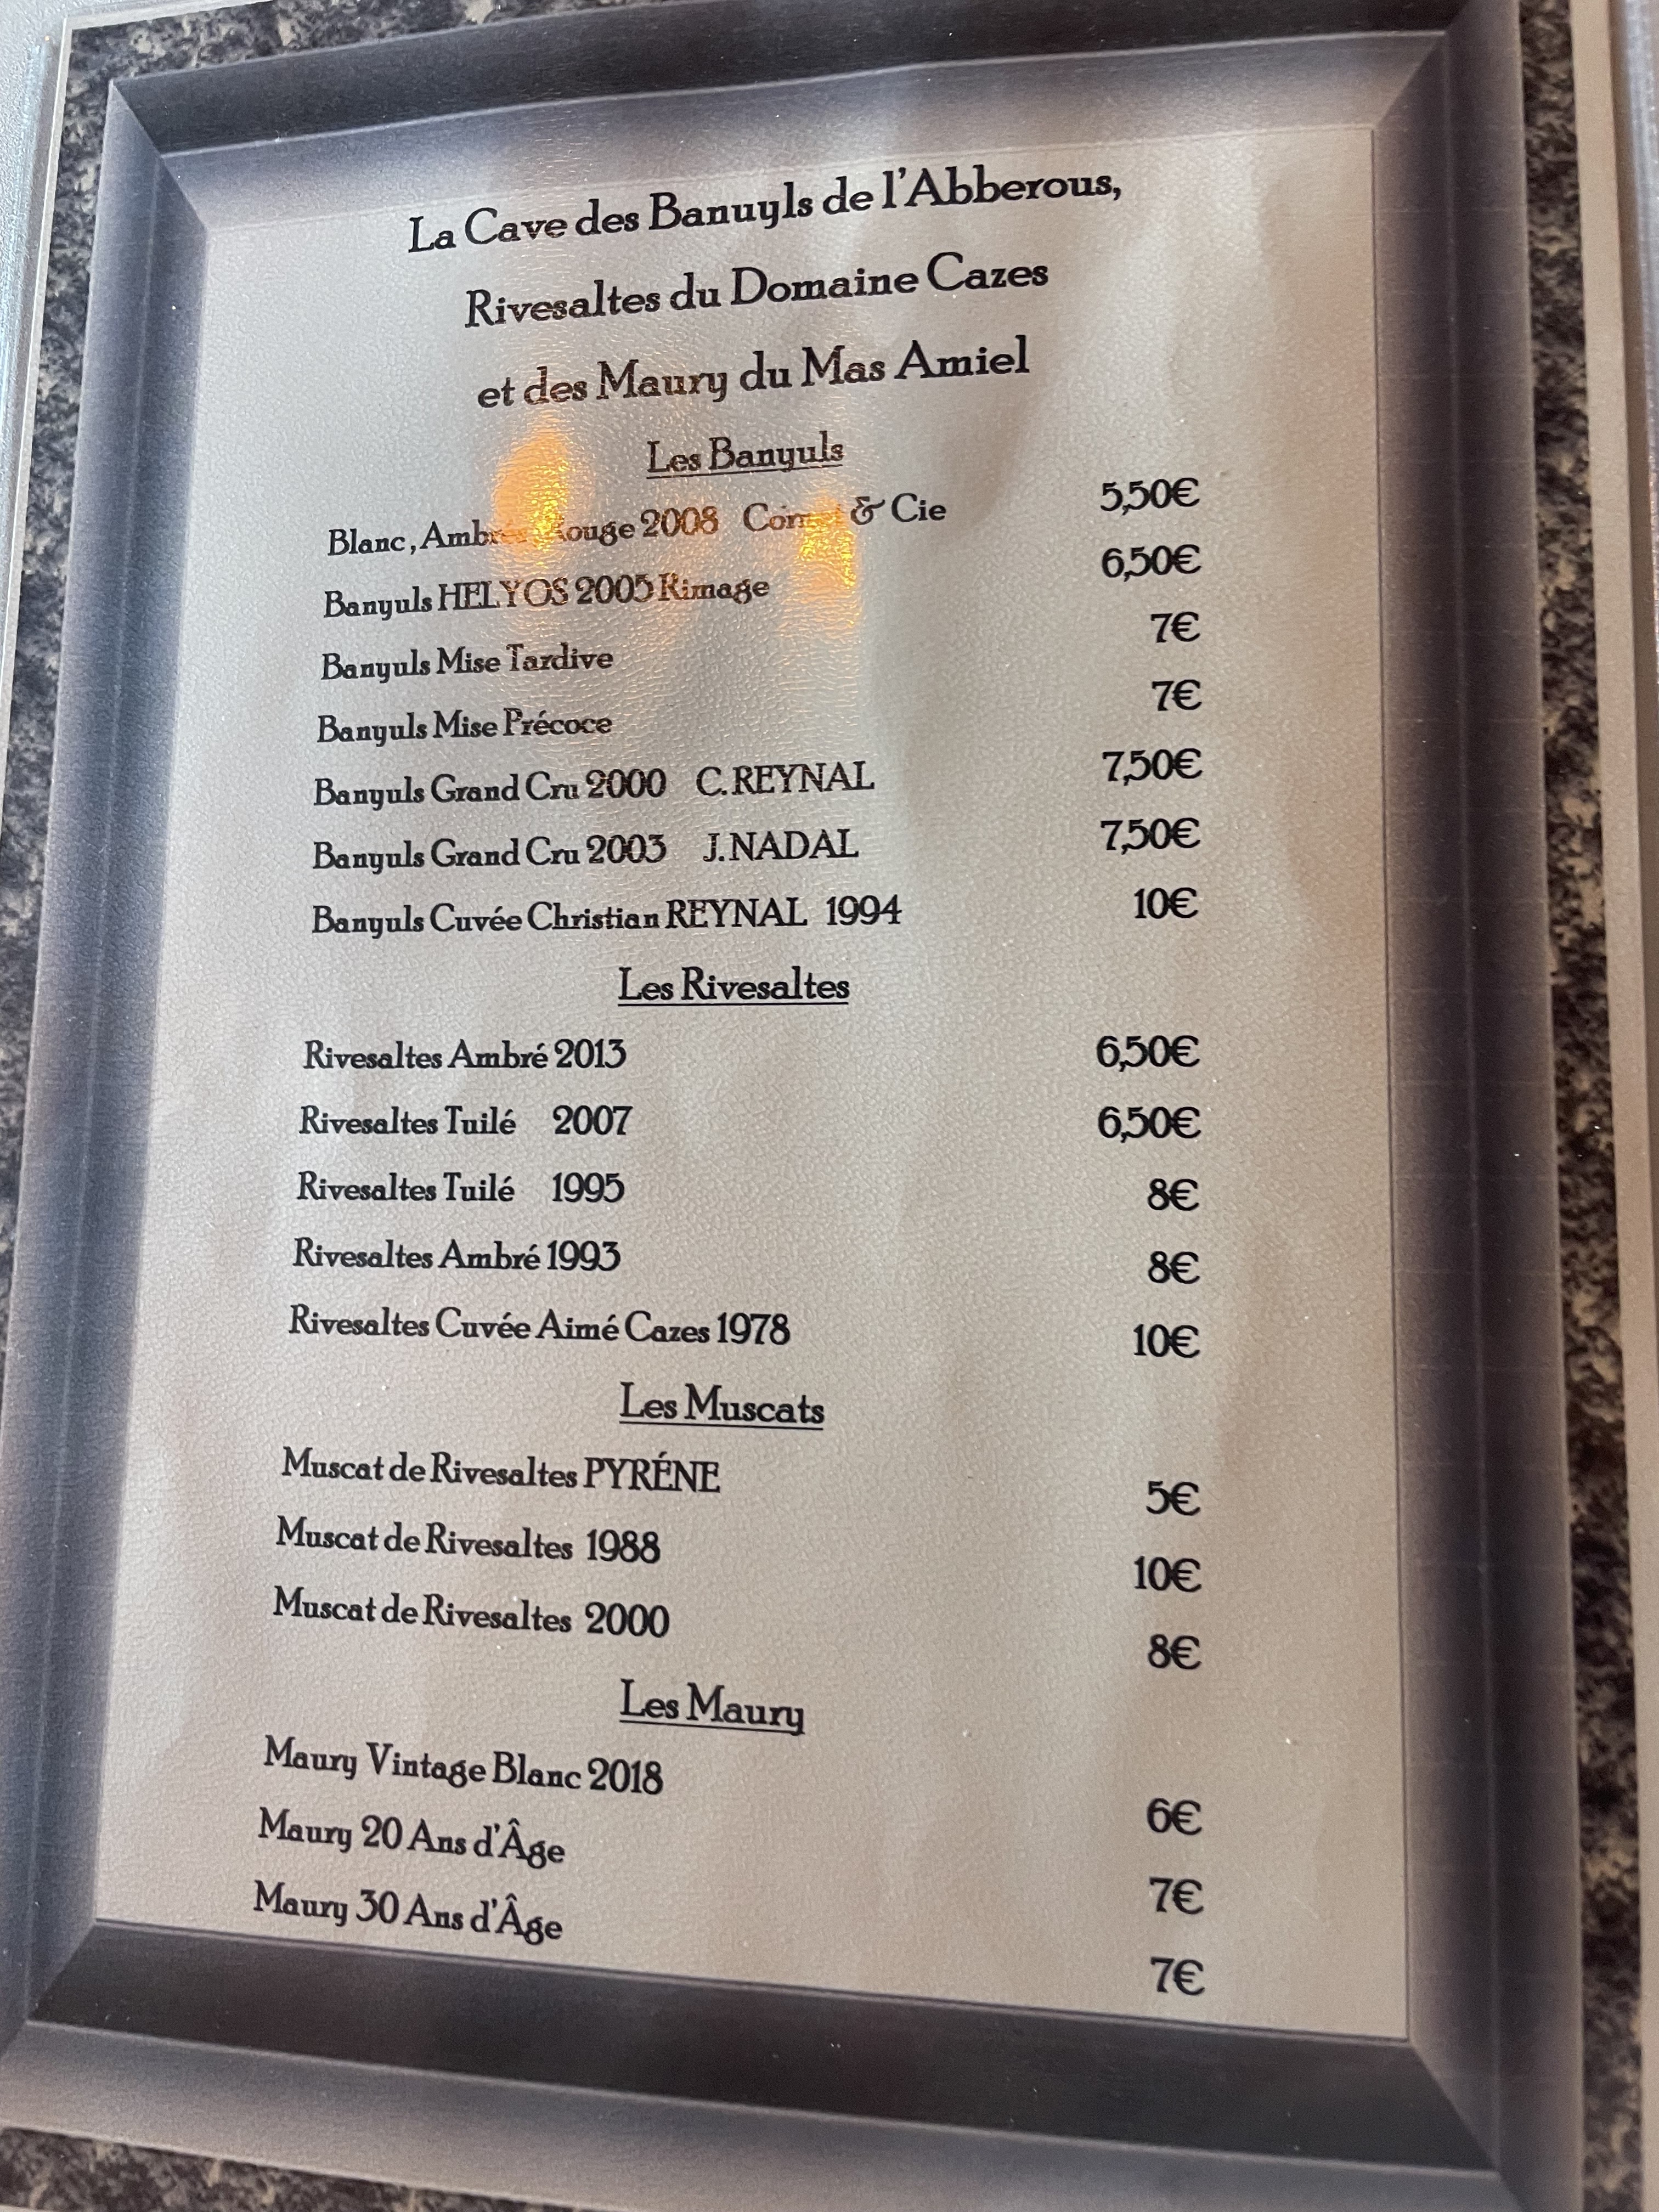 La Cave des Banuyls de l'Abberous,
Rivesaltes du Domaine Cazes
et des Maury du Mas Amiel
Les Banyuls
Blanc, Rouge 2008 & Cie 5,50€
Banyuls HELYOS 2005 Rimage 6,50€
Banyuls Mise Tardive 7€
Banyuls Mise Précoce 7€
Banyuls Grand Cru 2000 C.REYNAL 7,50€
Banyuls Grand Cru 2003 J.NADAL 7,50€
Banyuls Cuvée Christian REYNAL 1994 10€
Les Rivesaltes
Rivesaltes Ambré 2013 6,50€
Rivesaltes Tuilé 2007 6,50€
Rivesaltes Tuilé 1995 8€
Rivesaltes Ambré 1993 8€
Rivesaltes Cuvée Aimé Cazes 1978 10€
Les Muscats
Muscat de Rivesaltes PYRÉNE 5€
Muscat de Rivesaltes 1988 10€
Muscat de Rivesaltes 2000 8€
Les Maury
Maury Vintage Blanc 2018 6€
Maury 20 Ans d'Âge 7€
Maury 30 Ans d'Âge 7€